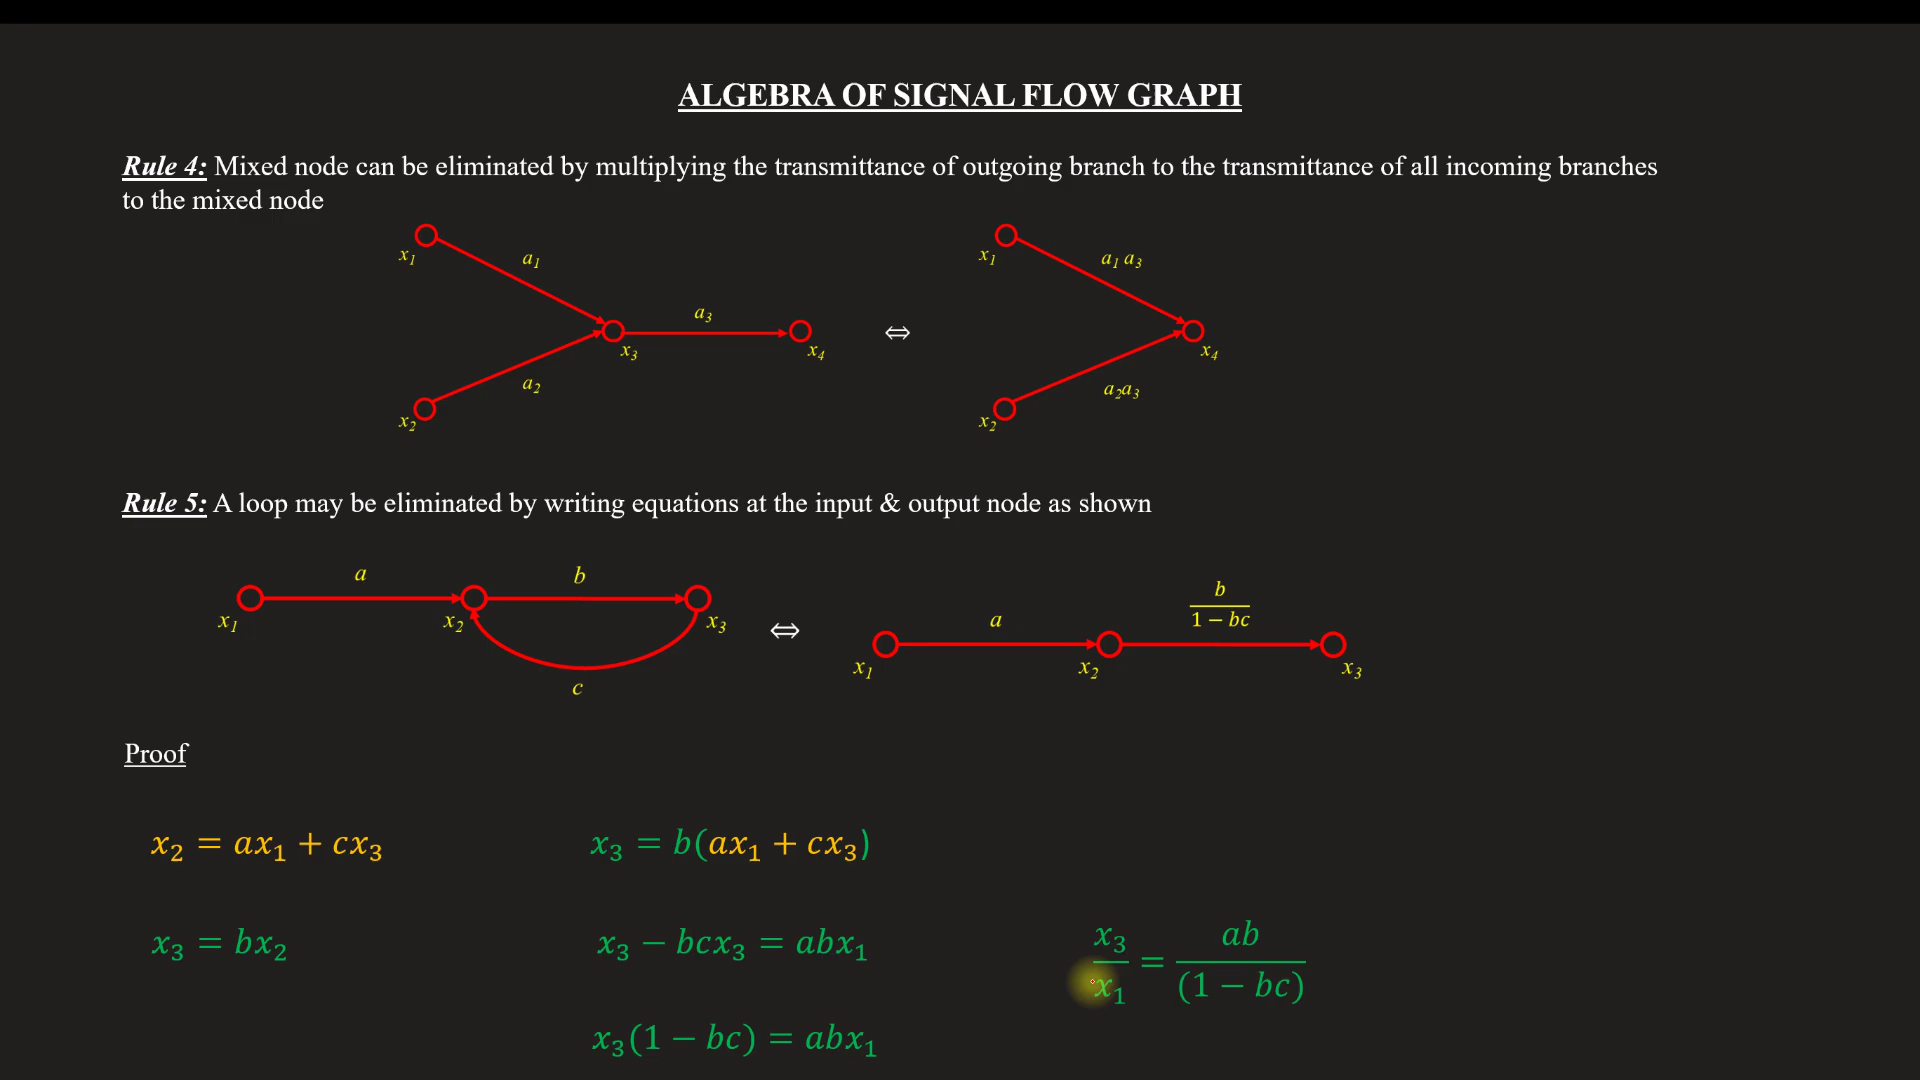 ALGEBRA OF SIGNAL FLOW GRAPH
Rule 4: Mixed node can be eliminated by multiplying the transmittance of outgoing branch to the transmittance of all incoming branches
to the mixed node
x₁ a₁ x₁ a₁ a₃
a₃ ⇔
x₃ x₄ x₄
a₂ a₂a₃
x₂ x₂
Rule 5: A loop may be eliminated by writing equations at the input & output node as shown
a b
x₁ x₂ x₃
c
⇔
a b/(1 − bc)
x₁ x₂ x₃
Proof
x₂ = ax₁ + cx₃
x₃ = b(ax₁ + cx₃)
x₃ = bx₂
x₃ − bcx₃ = abx₁
x₃/x₁ = ab/(1 − bc)
x₃(1 − bc) = abx₁